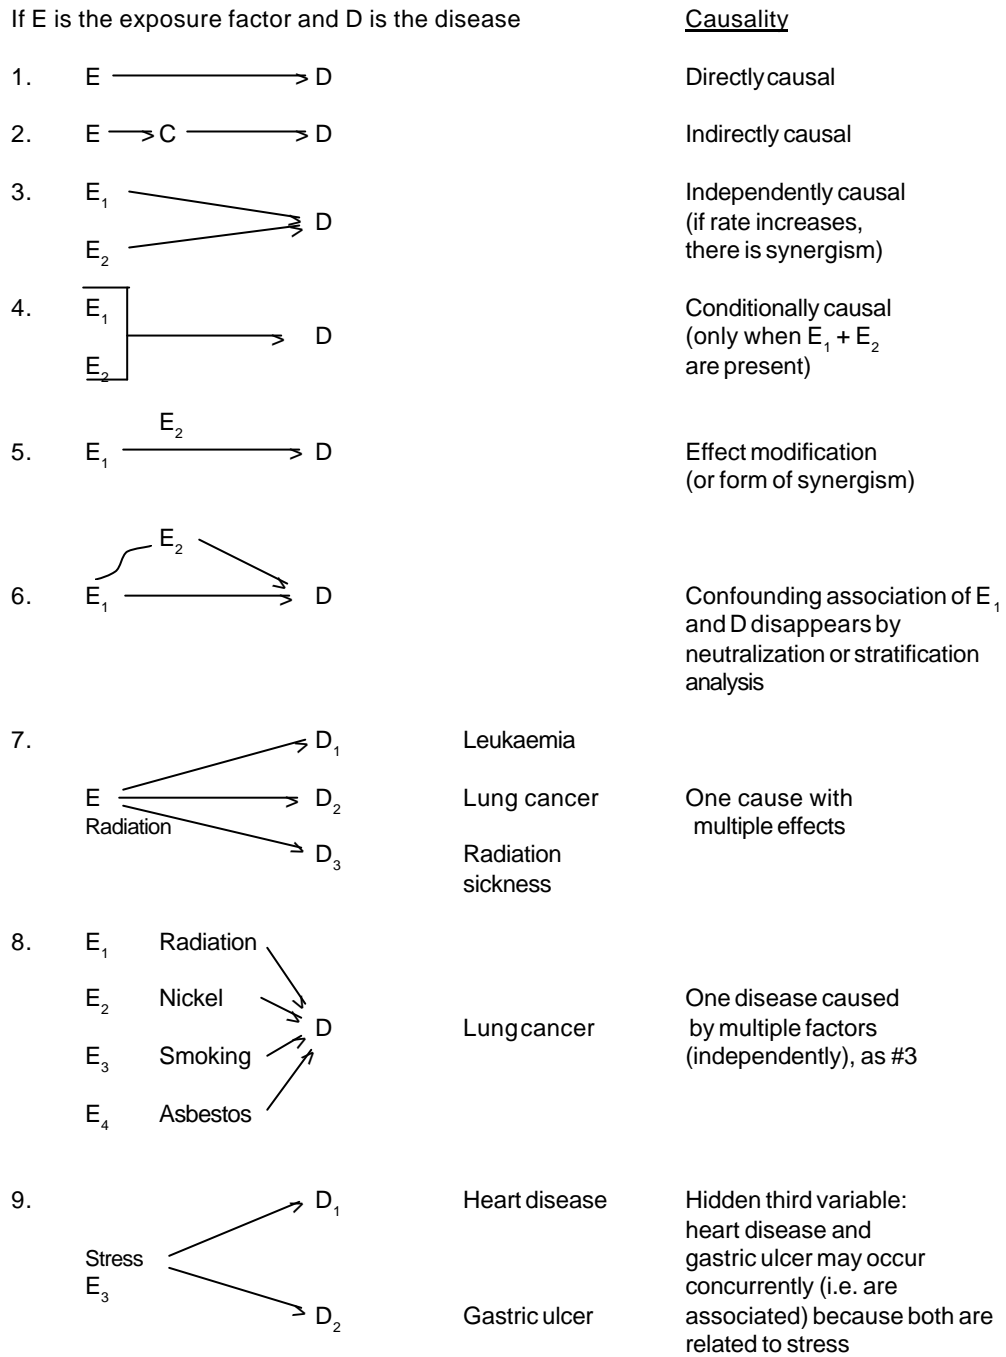 If E is the exposure factor and D is the disease Causality
1. E D Directly causal
2. E C D Indirectly causal
3. E1 Independently causal
D (if rate increases,
E2 there is synergism)
4. E1 Conditionally causal
D (only when E1 + E2
E2 are present)
E2
5. E1 D Effect modification
(or form of synergism)
E2
6. E1 D Confounding association of E1
and D disappears by
neutralization or stratification
analysis
7. D1 Leukaemia
E D2 Lung cancer One cause with
Radiation multiple effects
D3 Radiation
sickness
8. E1 Radiation
E2 Nickel One disease caused
D Lung cancer by multiple factors
E3 Smoking (independently), as #3
E4 Asbestos
9. D1 Heart disease Hidden third variable:
heart disease and
Stress gastric ulcer may occur
E3 concurrently (i.e. are
D2 Gastric ulcer associated) because both are
related to stress